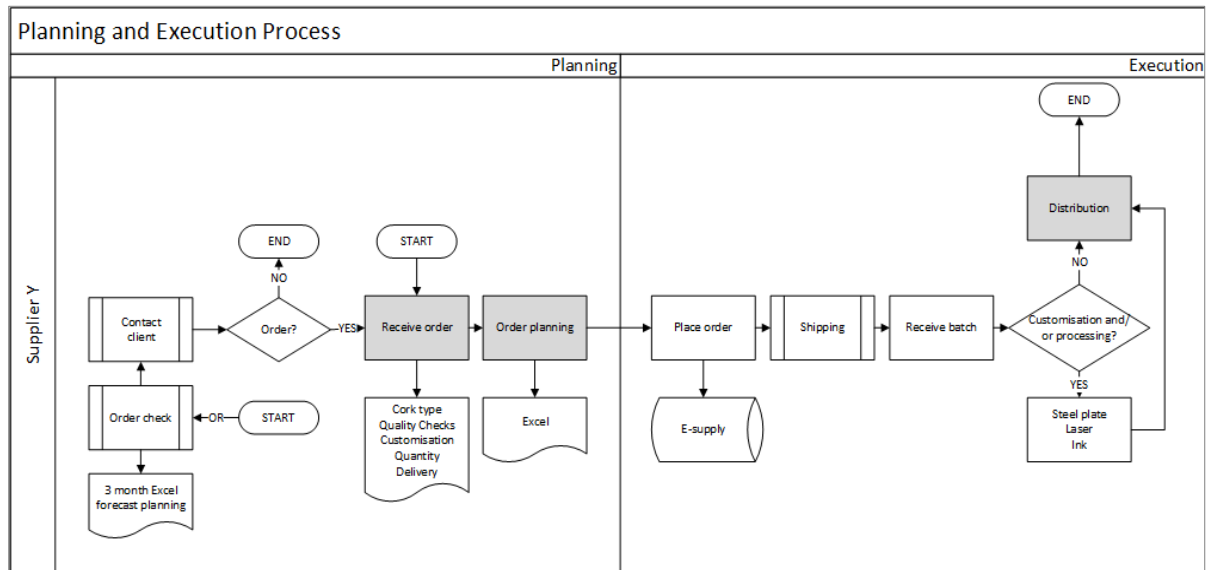 Planning and Execution Process
Planning
Execution
Supplier Y
END
NO
Contact
client
Order?
YES
START
Receive order
Order planning
Order check
OR
START
3 month Excel
forecast planning
Cork type
Quality Checks
Customisation
Quantity
Delivery
Excel
Place order
Shipping
Receive batch
E-supply
END
Distribution
NO
Customisation and/
or processing?
YES
Steel plate
Laser
Ink